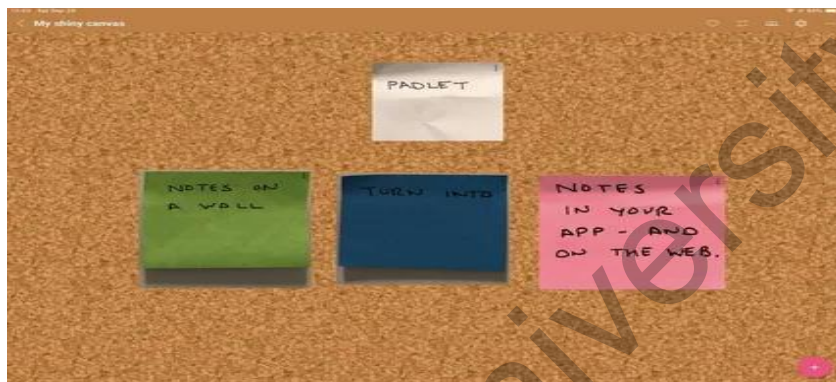 My shiny canvas
PADLET
NOTES ON
A WALL
TURN INTO
NOTES
IN YOUR
APP - AND
ON THE WEB.